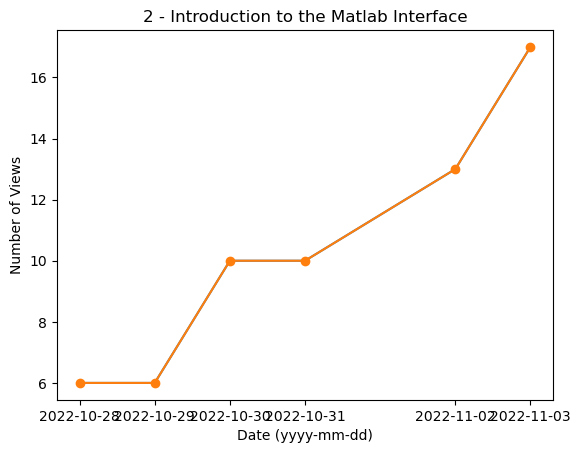 2 - Introduction to the Matlab Interface
Number of Views
16
14
12
10
8
6
2022-10-28 2022-10-29 2022-10-30 2022-10-31 2022-11-02 2022-11-03
Date (yyyy-mm-dd)